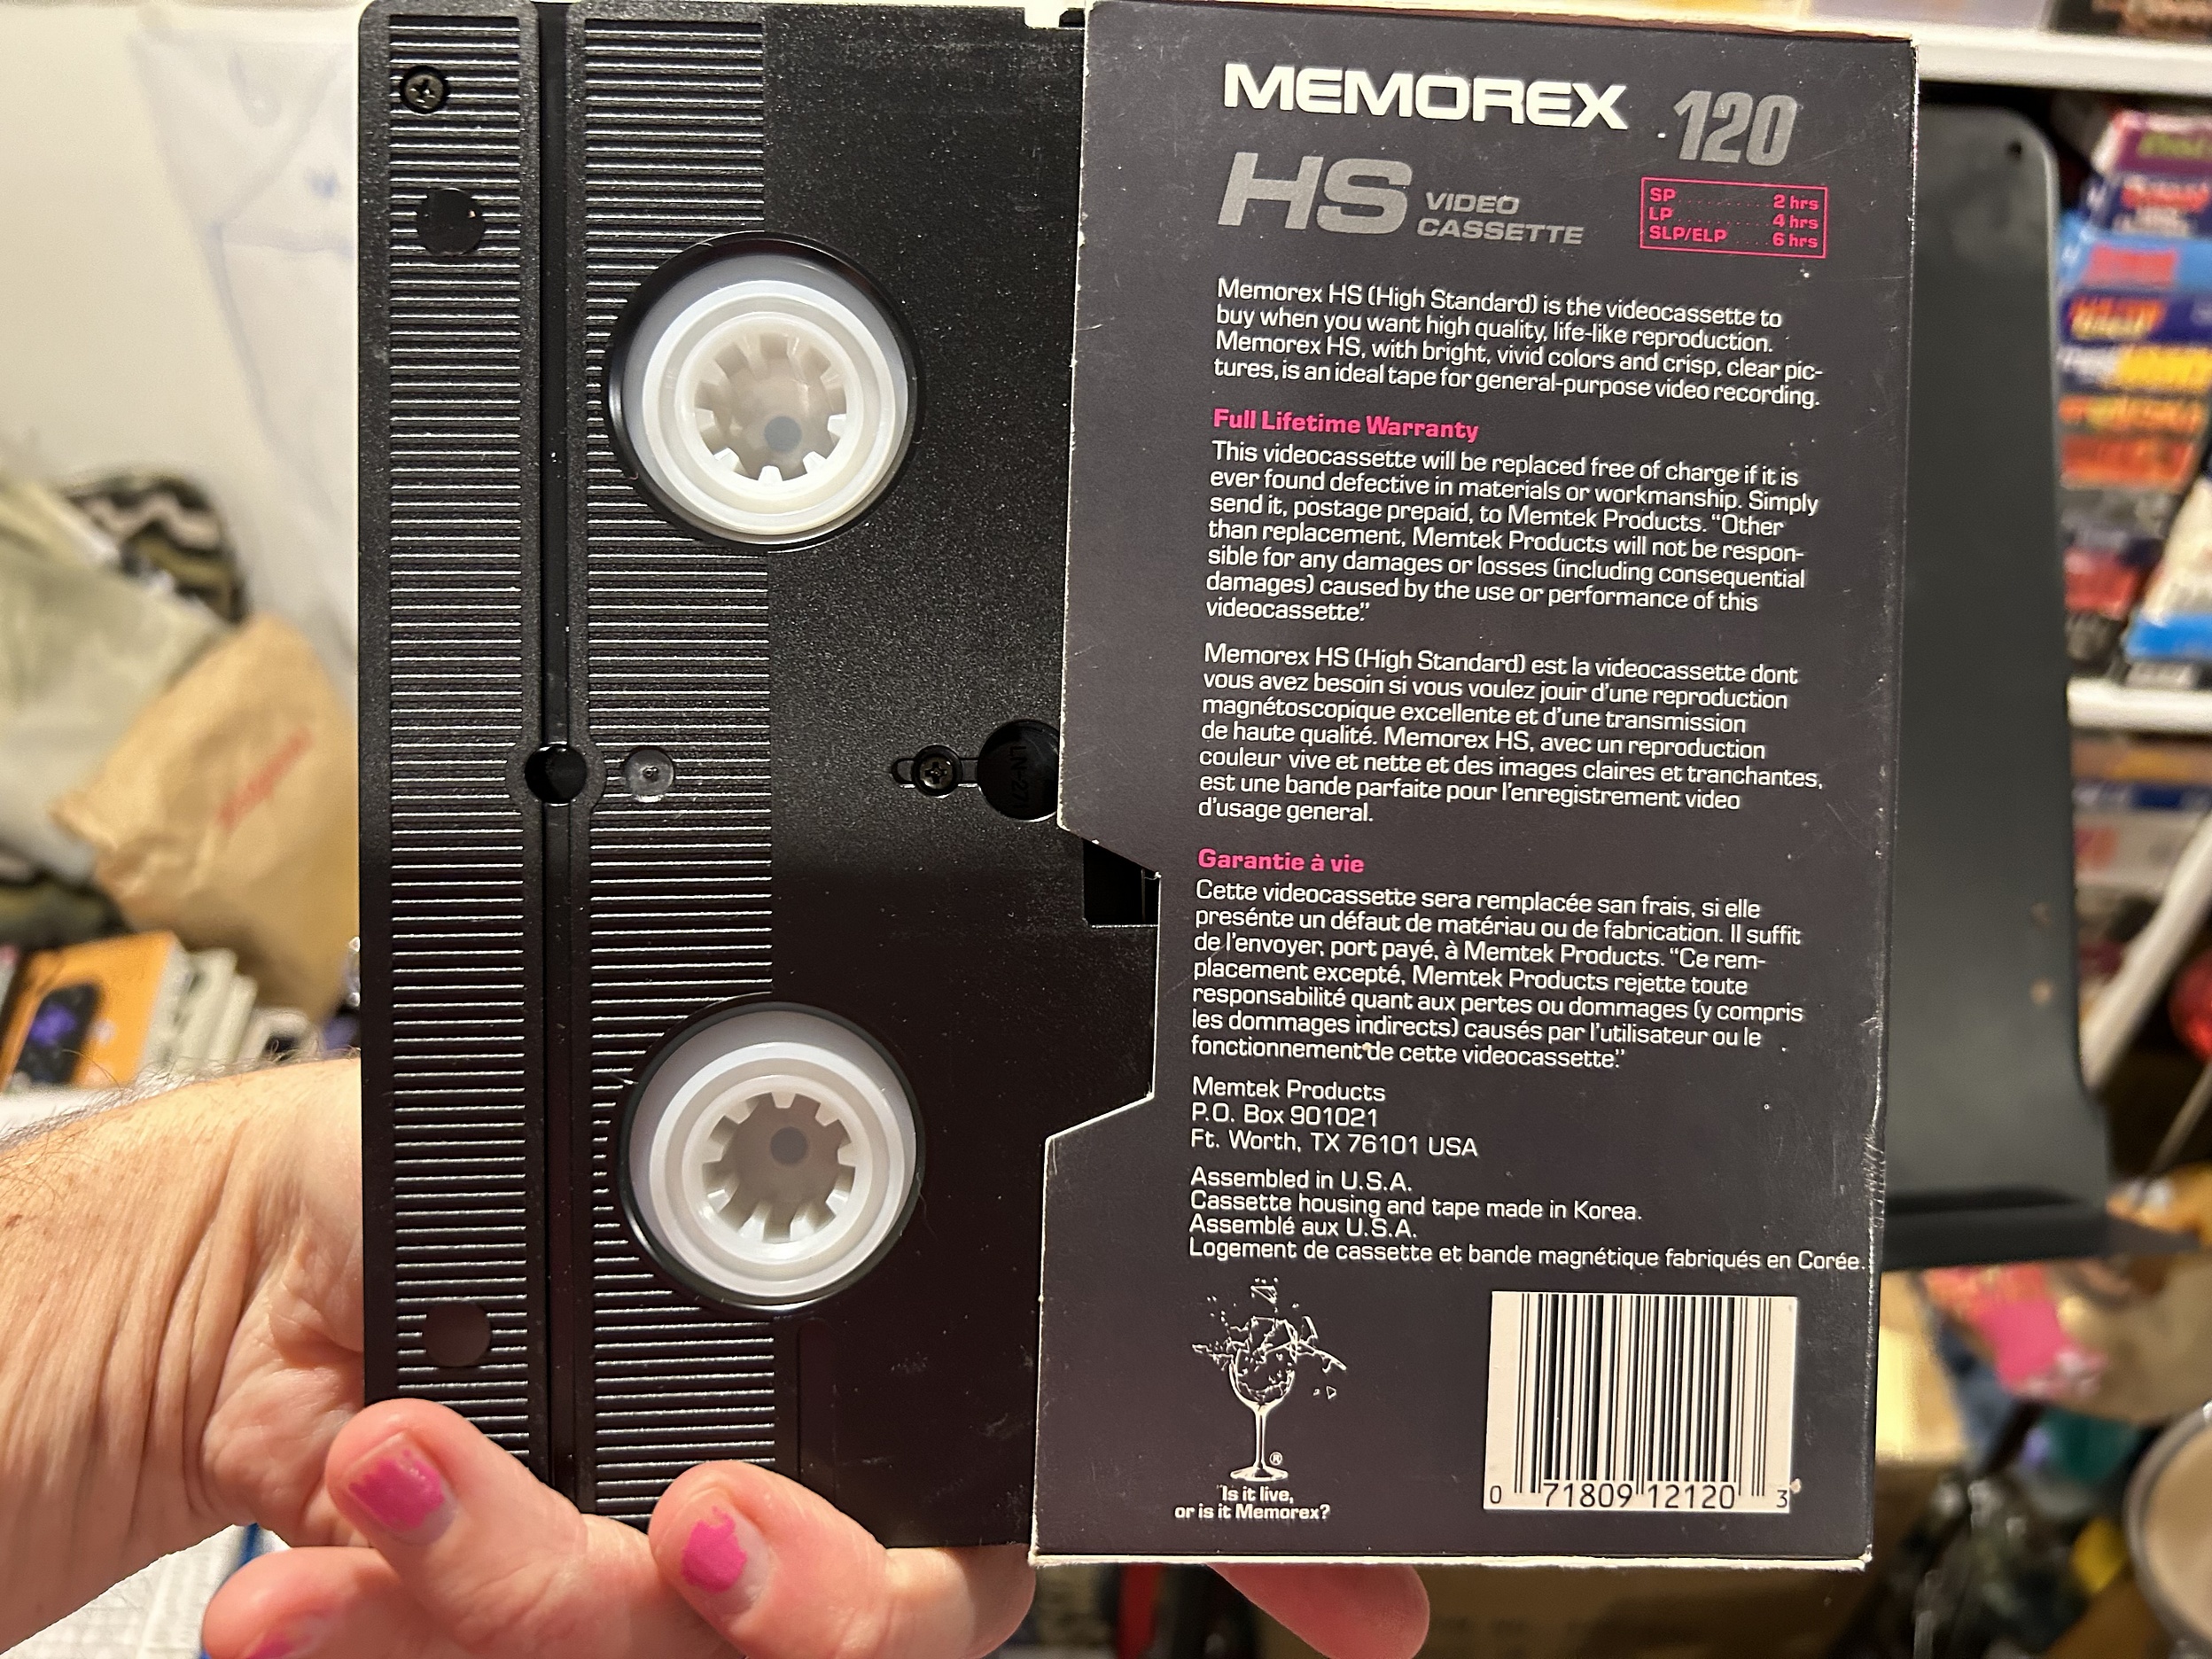 MEMOREX 120
HS VIDEO
CASSETTE
SP ......... 2 hrs
LP ......... 4 hrs
SLP/ELP .... 6 hrs
Memorex HS (High Standard) is the videocassette to
buy when you want high quality, life-like reproduction.
Memorex HS, with bright, vivid colors and crisp, clear pic-
tures, is an ideal tape for general-purpose video recording.
Full Lifetime Warranty
This videocassette will be replaced free of charge if it is
ever found defective in materials or workmanship. Simply
send it, postage prepaid, to Memtek Products. “Other
than replacement, Memtek Products will not be respon-
sible for any damages or losses (including consequential
damages) caused by the use or performance of this
videocassette.”
Memorex HS (High Standard) est la videocassette dont
vous avez besoin si vous voulez jouir d'une reproduction
magnétoscopique excellente et d'une transmission
de haute qualité. Memorex HS, avec un reproduction
couleur vive et nette et des images claires et tranchantes,
est une bande parfaite pour l'enregistrement video
d'usage general.
Garantie à vie
Cette videocassette sera remplacée san frais, si elle
presénte un défaut de matériau ou de fabrication. Il suffit
de l'envoyer, port payé, à Memtek Products. “Ce rem-
placement excepté, Memtek Products rejette toute
responsabilité quant aux pertes ou dommages (y compris
les dommages indirects) causés par l'utilisateur ou le
fonctionnement de cette videocassette.”
Memtek Products
P.O. Box 901021
Ft. Worth, TX 76101 USA
Assembled in U.S.A.
Cassette housing and tape made in Korea.
Assemblé aux U.S.A.
Logement de cassette et bande magnétique fabriqués en Corée.
®
"Is it live,
or is it Memorex?
0 71809 12120 3
LN-27